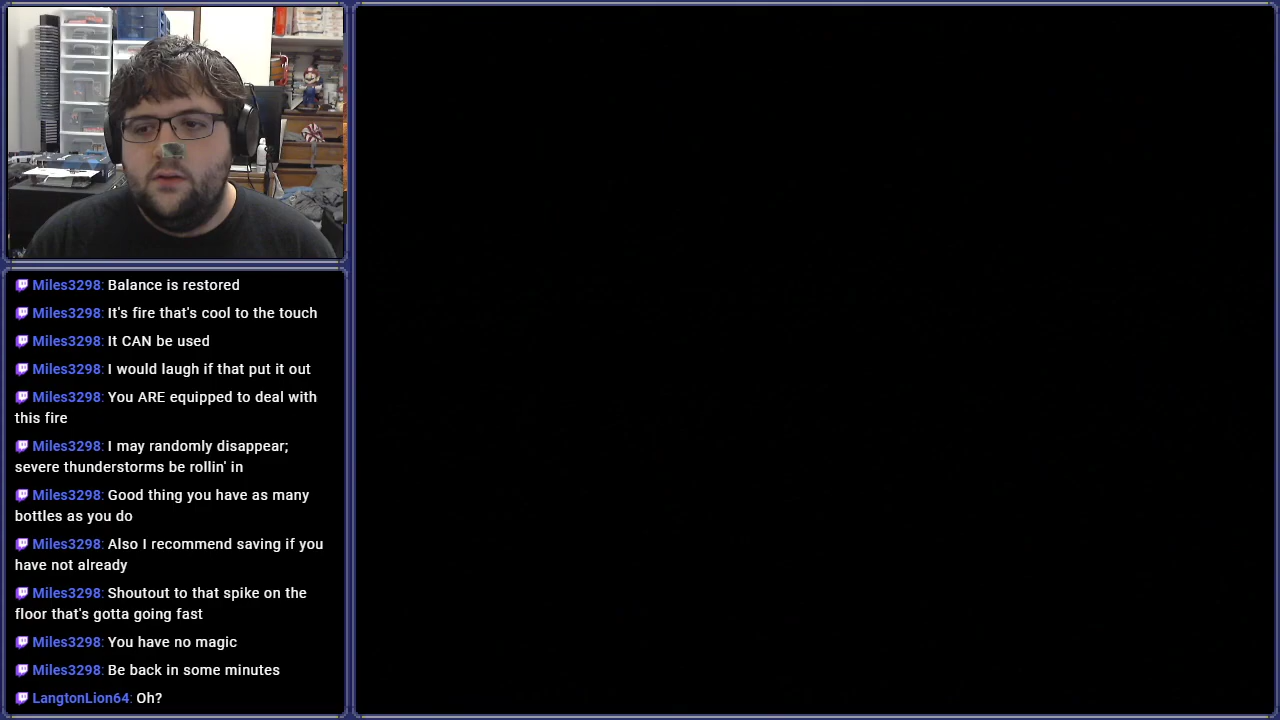 Miles3298: Balance is restored
Miles3298: It's fire that's cool to the touch
Miles3298: It CAN be used
Miles3298: I would laugh if that put it out
Miles3298: You ARE equipped to deal with
this fire
Miles3298: I may randomly disappear;
severe thunderstorms be rollin' in
Miles3298: Good thing you have as many
bottles as you do
Miles3298: Also I recommend saving if you
have not already
Miles3298: Shoutout to that spike on the
floor that's gotta going fast
Miles3298: You have no magic
Miles3298: Be back in some minutes
LangtonLion64: Oh?